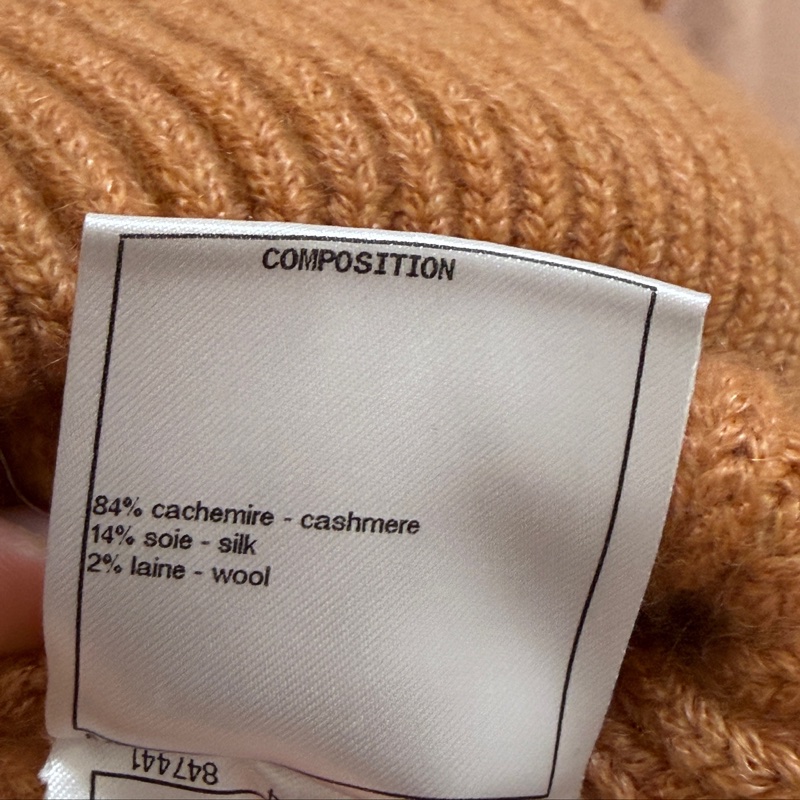 COMPOSITION
84% cachemire - cashmere
14% soie - silk
2% laine - wool
847441